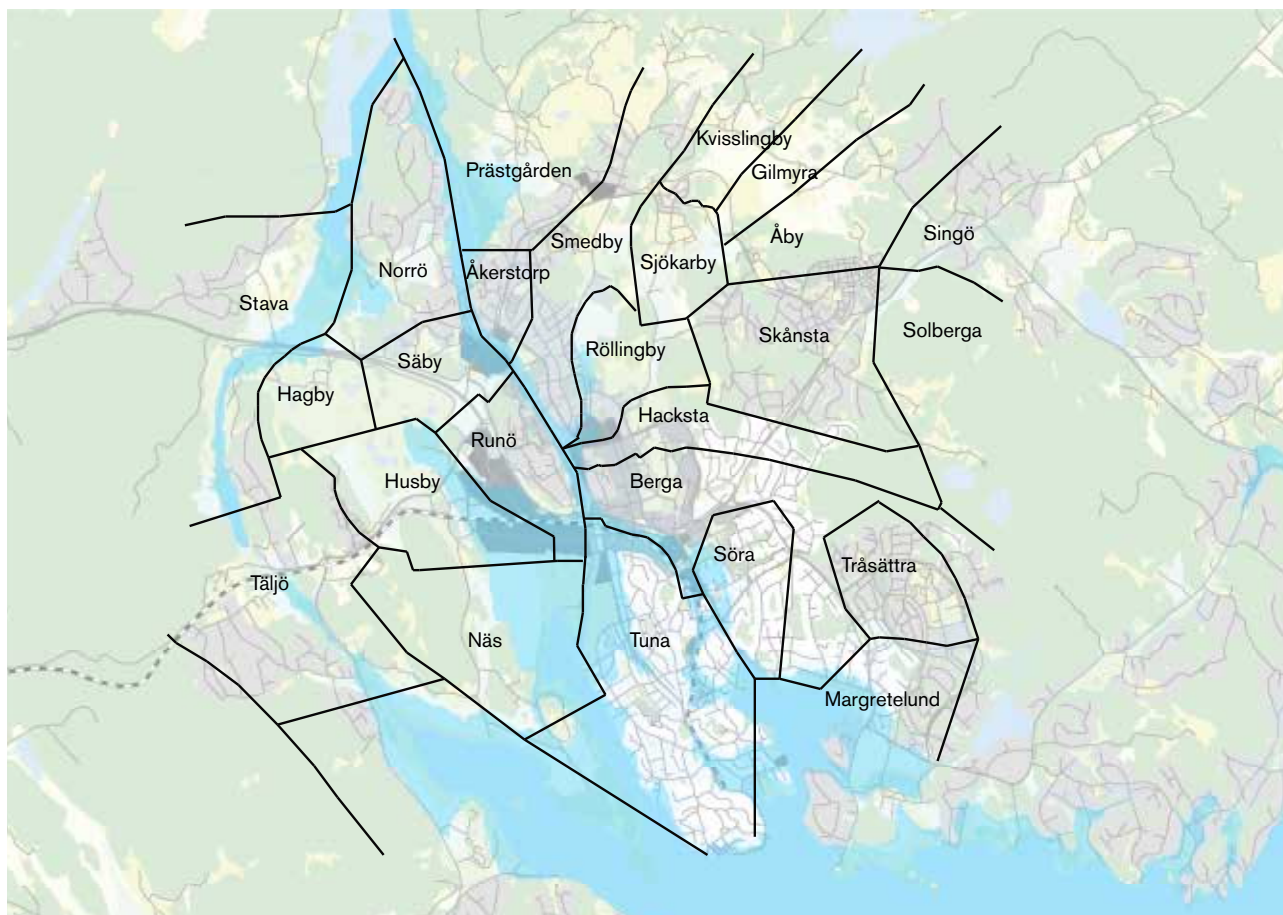 Kvisslingby
Prästgården
Gilmyra
Smedby
Åby
Singö
Norrö
Åkerstorp
Sjökarby
Stava
Skånsta
Solberga
Säby
Röllingby
Hagby
Hacksta
Runö
Husby
Berga
Söra
Tråsättra
Täljö
Näs
Tuna
Margretelund